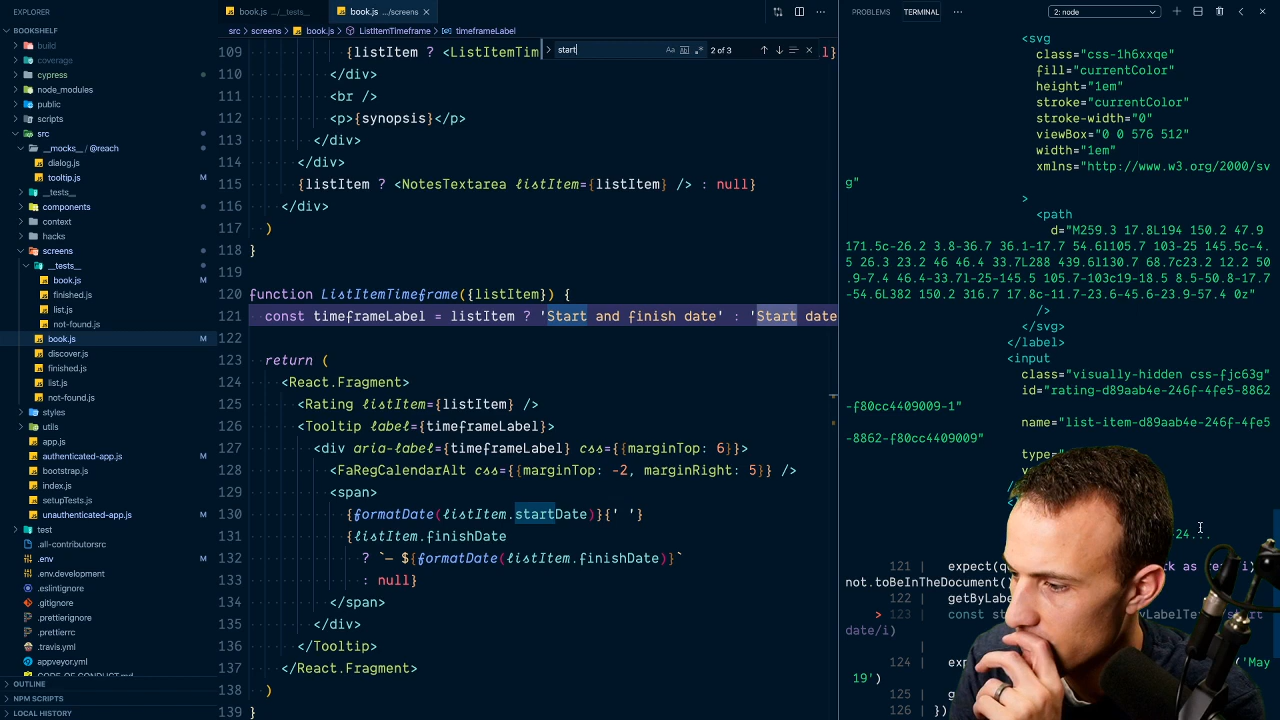 EXPLORER
BOOKSHELF
build
coverage
cypress
node_modules
public
scripts
src
__mocks__ / @reach
dialog.js
tooltip.js M
__tests__
components
context
hacks
screens
__tests__
book.js
finished.js
list.js
not-found.js
book.js M
discover.js
finished.js
list.js
not-found.js
styles
utils
app.js
authenticated-app.js M
bootstrap.js
index.js
setupTests.js
unauthenticated-app.js M
test
.all-contributorsrc
.env M
.env.development
.eslintignore
.gitignore
.prettierignore
.prettierrc
.travis.yml
appveyor.yml
CODE_OF_CONDUCT.md
OUTLINE
NPM SCRIPTS
LOCAL HISTORY
book.js .../__tests__
book.js .../screens
src > screens > book.js > ListItemTimeframe > timeframeLabel
start
Aa
2 of 3
109 {listItem ? <ListItemTim l}
110 </div>
111 <br />
112 <p>{synopsis}</p>
113 </div>
114 </div>
115 {listItem ? <NotesTextarea listItem={listItem} /> : null}
116 </div>
117 )
118 }
119
120 function ListItemTimeframe({listItem}) {
121 const timeframeLabel = listItem ? 'Start and finish date' : 'Start date
122
123 return (
124 <React.Fragment>
125 <Rating listItem={listItem} />
126 <Tooltip label={timeframeLabel}>
127 <div aria-label={timeframeLabel} css={{marginTop: 6}}>
128 <FaRegCalendarAlt css={{marginTop: -2, marginRight: 5}} />
129 <span>
130 {formatDate(listItem.startDate)}{' '}
131 {listItem.finishDate
132 ? `— ${formatDate(listItem.finishDate)}`
133 : null}
134 </span>
135 </div>
136 </Tooltip>
137 </React.Fragment>
138 )
139 }
PROBLEMS TERMINAL ··· 2: node
<svg
class="css-1h6xxqe"
fill="currentColor"
height="1em"
stroke="currentColor"
stroke-width="0"
viewBox="0 0 576 512"
width="1em"
xmlns="http://www.w3.org/2000/sv
g"
>
<path
d="M259.3 17.8L194 150.2 47.9
171.5c-26.2 3.8-36.7 36.1-17.7 54.6l105.7 103-25 145.5c-4.
5 26.3 23.2 46 46.4 33.7L288 439.6l130.7 68.7c23.2 12.2 50
.9-7.4 46.4-33.7l-25-145.5 105.7-103c19-18.5 8.5-50.8-17.7
-54.6L382 150.2 316.7 17.8c-11.7-23.6-45.6-23.9-57.4 0z"
/>
</svg>
</label>
<input
class="visually-hidden css-fjc63g"
id="rating-d89aab4e-246f-4fe5-8862
-f80cc4409009-1"
name="list-item-d89aab4e-246f-4fe5
-8862-f80cc4409009"
type="
24...
121 | expect(q as read/i)
not.toBeInTheDocument()
122 | getByLabe
> 123 | const st yLabelText(/start
date/i)
|
124 | exp ('May
19')
125 | g
126 | })